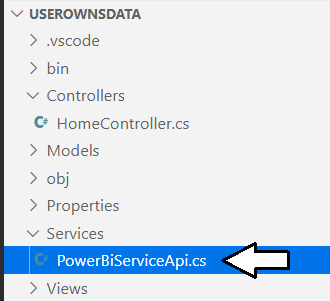 USEROWNSDATA
.vscode
bin
Controllers
C# HomeController.cs
Models
obj
Properties
Services
C# PowerBiServiceApi.cs
Views